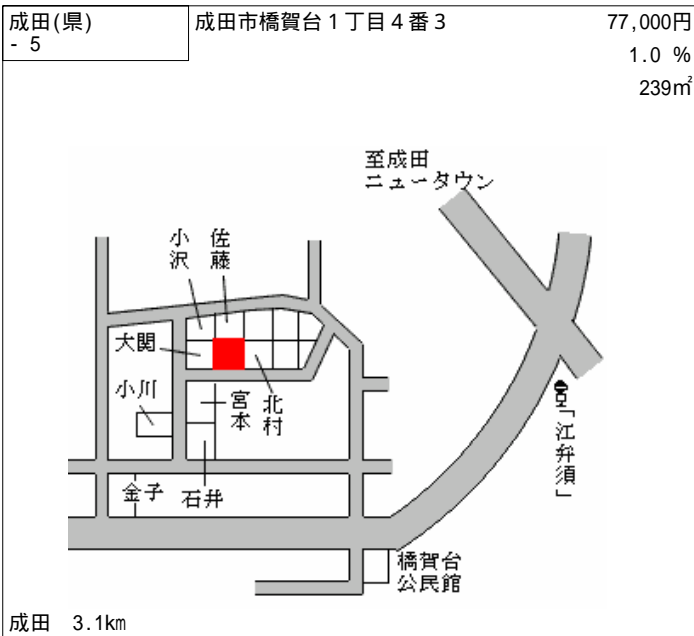 成田(県)
- 5
成田市橋賀台１丁目４番３
77,000円
1.0 %
239㎡
至成田
ニュータウン
小沢
佐藤
大関
小川
宮本
北村
「江弁須」
金子
石井
橋賀台
公民館
成田 3.1km